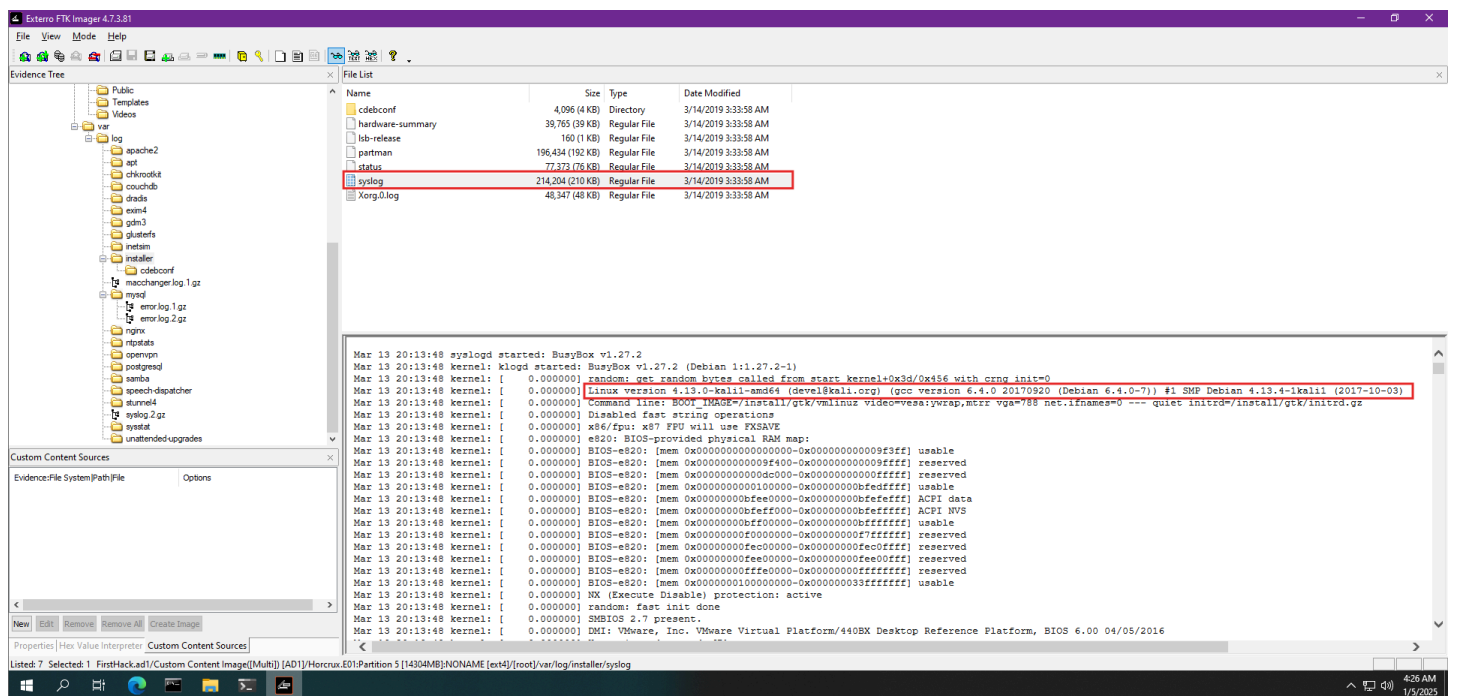 Exterro FTK Imager 4.7.3.81
File View Mode Help
Evidence Tree
Public
Templates
Videos
var
log
apache2
apt
chkrootkit
couchdb
dradis
exim4
gdm3
glusterfs
inetsim
installer
cdebconf
macchanger.log.1.gz
mysql
error.log.1.gz
error.log.2.gz
nginx
ntpstats
openvpn
postgresql
samba
speech-dispatcher
stunnel4
syslog.2.gz
sysstat
unattended-upgrades
Custom Content Sources
Evidence:File System|Path|File Options
New Edit Remove Remove All Create Image
Properties Hex Value Interpreter Custom Content Sources
File List
Name Size Type Date Modified
cdebconf 4,096 (4 KB) Directory 3/14/2019 3:33:58 AM
hardware-summary 39,765 (39 KB) Regular File 3/14/2019 3:33:58 AM
lsb-release 160 (1 KB) Regular File 3/14/2019 3:33:58 AM
partman 196,434 (192 KB) Regular File 3/14/2019 3:33:58 AM
status 77,373 (76 KB) Regular File 3/14/2019 3:33:58 AM
syslog 214,204 (210 KB) Regular File 3/14/2019 3:33:58 AM
Xorg.0.log 48,347 (48 KB) Regular File 3/14/2019 3:33:58 AM
Mar 13 20:13:48 syslogd started: BusyBox v1.27.2
Mar 13 20:13:48 kernel: klogd started: BusyBox v1.27.2 (Debian 1:1.27.2-1)
Mar 13 20:13:48 kernel: [ 0.000000] random: get_random_bytes called from start_kernel+0x3d/0x456 with crng_init=0
Mar 13 20:13:48 kernel: [ 0.000000] Linux version 4.13.0-kali1-amd64 (devel@kali.org) (gcc version 6.4.0 20170920 (Debian 6.4.0-7)) #1 SMP Debian 4.13.4-1kali1 (2017-10-03)
Mar 13 20:13:48 kernel: [ 0.000000] Command line: BOOT_IMAGE=/install/gtk/vmlinuz video=vesa:ywrap,mtrr vga=788 net.ifnames=0 --- quiet initrd=/install/gtk/initrd.gz
Mar 13 20:13:48 kernel: [ 0.000000] Disabled fast string operations
Mar 13 20:13:48 kernel: [ 0.000000] x86/fpu: x87 FPU will use FXSAVE
Mar 13 20:13:48 kernel: [ 0.000000] e820: BIOS-provided physical RAM map:
Mar 13 20:13:48 kernel: [ 0.000000] BIOS-e820: [mem 0x0000000000000000-0x000000000009f3ff] usable
Mar 13 20:13:48 kernel: [ 0.000000] BIOS-e820: [mem 0x000000000009f400-0x000000000009ffff] reserved
Mar 13 20:13:48 kernel: [ 0.000000] BIOS-e820: [mem 0x00000000000dc000-0x00000000000fffff] reserved
Mar 13 20:13:48 kernel: [ 0.000000] BIOS-e820: [mem 0x0000000000100000-0x00000000bfedffff] usable
Mar 13 20:13:48 kernel: [ 0.000000] BIOS-e820: [mem 0x00000000bfee0000-0x00000000bfefefff] ACPI data
Mar 13 20:13:48 kernel: [ 0.000000] BIOS-e820: [mem 0x00000000bfeff000-0x00000000bfefffff] ACPI NVS
Mar 13 20:13:48 kernel: [ 0.000000] BIOS-e820: [mem 0x00000000bff00000-0x00000000bfffffff] usable
Mar 13 20:13:48 kernel: [ 0.000000] BIOS-e820: [mem 0x00000000f0000000-0x00000000f7ffffff] reserved
Mar 13 20:13:48 kernel: [ 0.000000] BIOS-e820: [mem 0x00000000fec00000-0x00000000fec0ffff] reserved
Mar 13 20:13:48 kernel: [ 0.000000] BIOS-e820: [mem 0x00000000fee00000-0x00000000fee00fff] reserved
Mar 13 20:13:48 kernel: [ 0.000000] BIOS-e820: [mem 0x00000000fffe0000-0x00000000ffffffff] reserved
Mar 13 20:13:48 kernel: [ 0.000000] BIOS-e820: [mem 0x0000000100000000-0x000000033fffffff] usable
Mar 13 20:13:48 kernel: [ 0.000000] NX (Execute Disable) protection: active
Mar 13 20:13:48 kernel: [ 0.000000] random: fast init done
Mar 13 20:13:48 kernel: [ 0.000000] SMBIOS 2.7 present.
Mar 13 20:13:48 kernel: [ 0.000000] DMI: VMware, Inc. VMware Virtual Platform/440BX Desktop Reference Platform, BIOS 6.00 04/05/2016
Listed: 7 Selected: 1 FirstHack.ad1/Custom Content Image([Multi]) [AD1]/Horcrux.E01:Partition 5 [14304MB]:NONAME [ext4]/[root]/var/log/installer/syslog
4:26 AM
1/5/2025